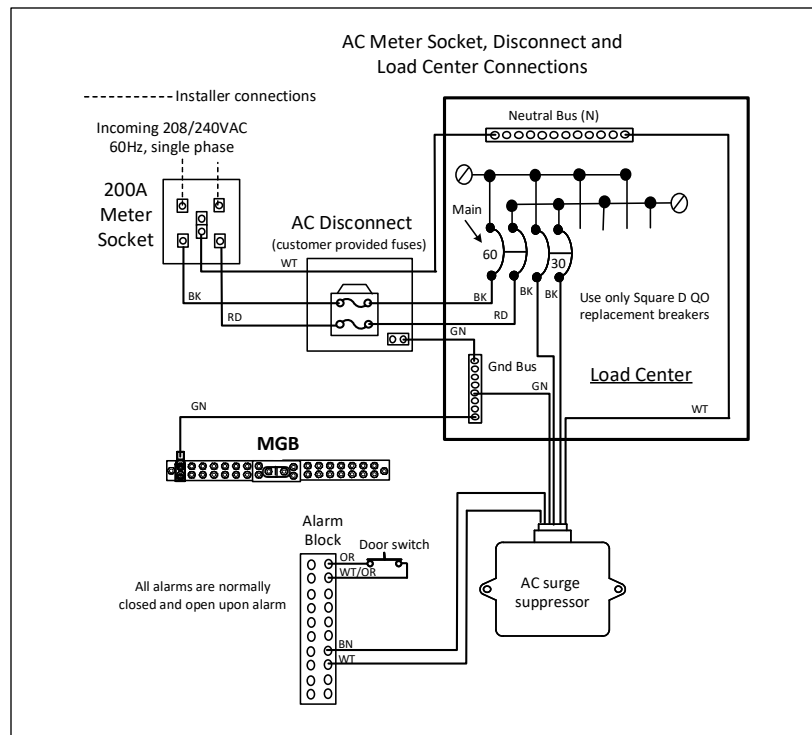 AC Meter Socket, Disconnect and
Load Center Connections
Installer connections
Incoming 208/240VAC
60Hz, single phase
200A
Meter
Socket
AC Disconnect
(customer provided fuses)
Neutral Bus (N)
Main
60
30
WT
BK
RD
BK
RD
BK
BK
GN
Use only Square D QO
replacement breakers
Gnd Bus
GN
Load Center
WT
GN
MGB
Alarm
Block
Door switch
OR
WT/OR
All alarms are normally
closed and open upon alarm
BN
WT
AC surge
suppressor